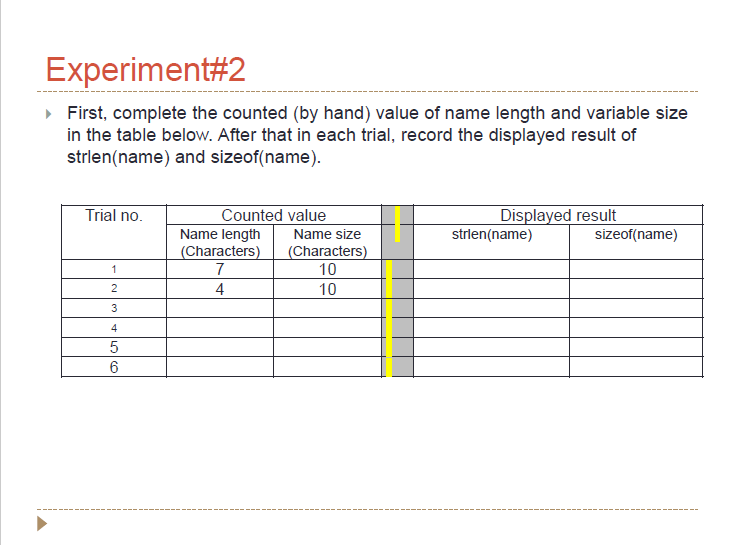 Experiment#2
First, complete the counted (by hand) value of name length and variable size
in the table below. After that in each trial, record the displayed result of
strlen(name) and sizeof(name).
Trial no. Counted value Displayed result
Name length Name size strlen(name) sizeof(name)
(Characters) (Characters)
1 7 10
2 4 10
3
4
5
6